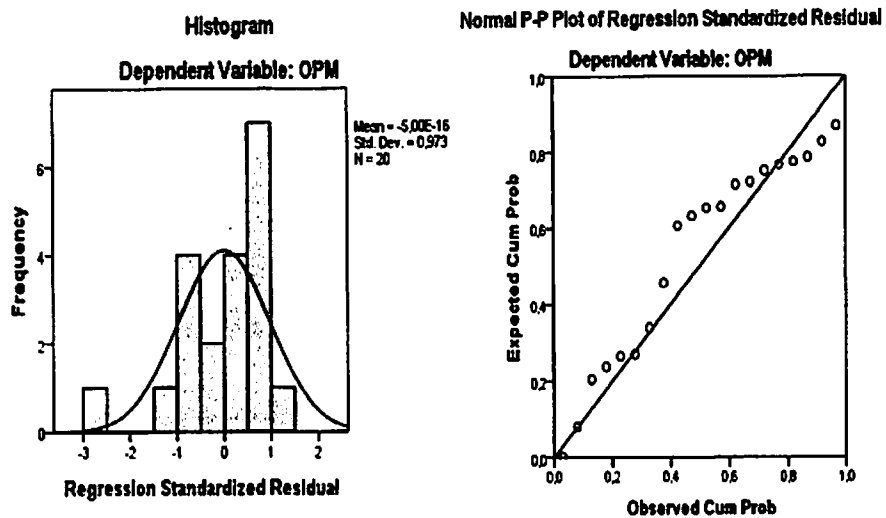 Histogram
Dependent Variable: OPM
Mean = -5,00E-16
Std. Dev. = 0,973
N = 20
Frequency
6
4
2
0
-3
-2
-1
0
1
2
Regression Standardized Residual
Normal P-P Plot of Regression Standardized Residual
Dependent Variable: OPM
Expected Cum Prob
1,0
0,8
0,6
0,4
0,2
0,0
0,0
0,2
0,4
0,6
0,8
1,0
Observed Cum Prob